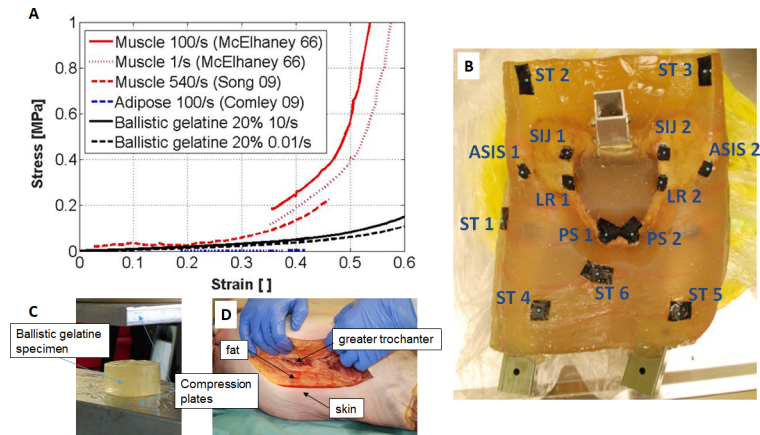 A
Stress [MPa]
1
0.8
0.6
0.4
0.2
0
Muscle 100/s (McElhaney 66)
Muscle 1/s (McElhaney 66)
Muscle 540/s (Song 09)
Adipose 100/s (Comley 09)
Ballistic gelatine 20% 10/s
Ballistic gelatine 20% 0.01/s
0 0.1 0.2 0.3 0.4 0.5 0.6
Strain [ ]
B
ST 2
ST 3
SIJ 1
SIJ 2
ASIS 1
ASIS 2
LR 1
LR 2
ST 1
PS 1
PS 2
ST 6
ST 4
ST 5
C
Ballistic gelatine
specimen
Compression
plates
D
greater trochanter
fat
skin